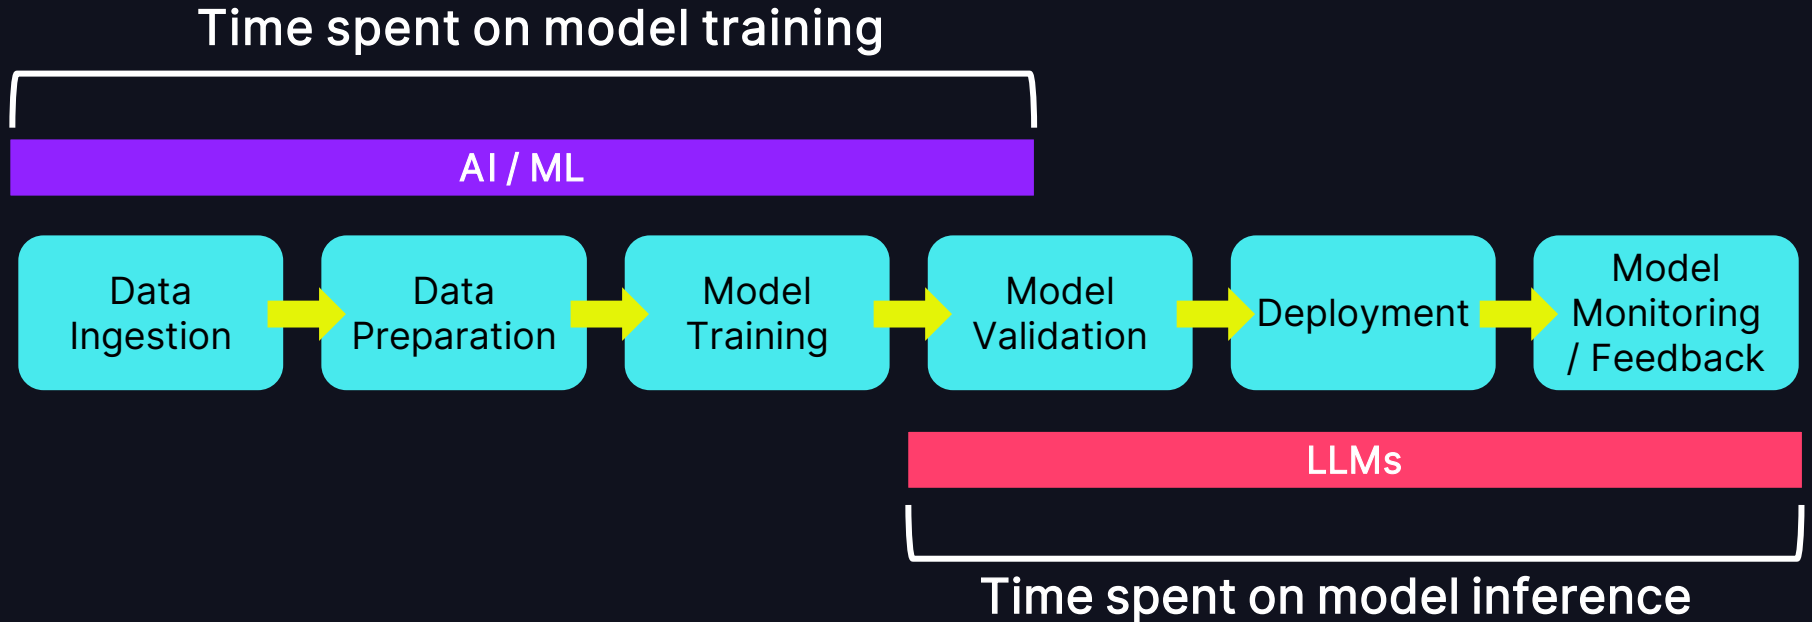 Time spent on model training
AI / ML
Data
Ingestion
Data
Preparation
Model
Training
Model
Validation
Deployment
Model
Monitoring
/ Feedback
LLMs
Time spent on model inference